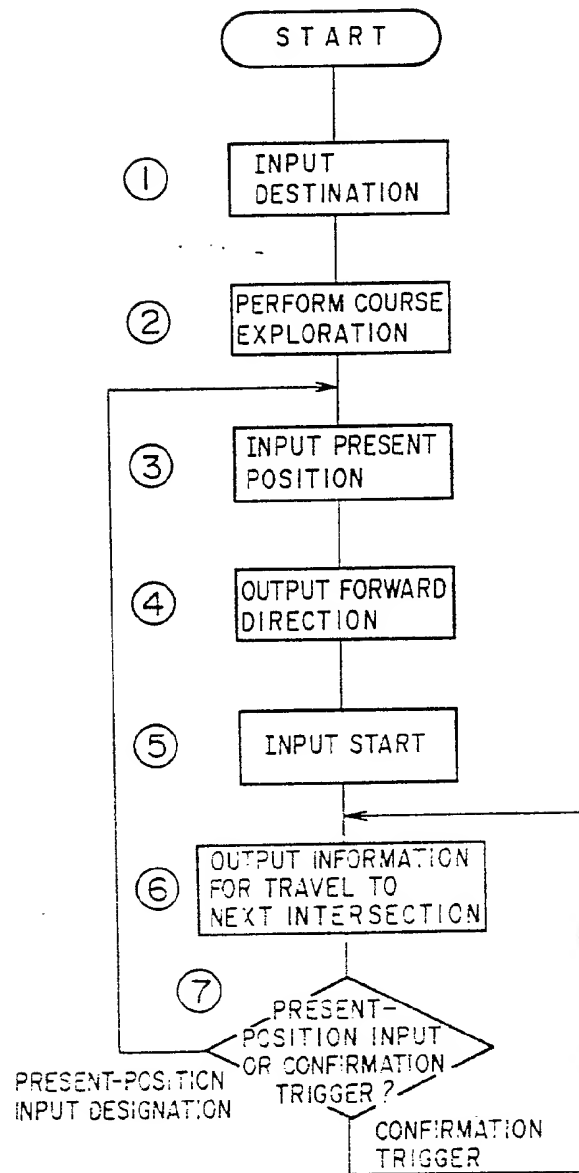 START
① INPUT
DESTINATION
② PERFORM COURSE
EXPLORATION
③ INPUT PRESENT
POSITION
④ OUTPUT FORWARD
DIRECTION
⑤ INPUT START
⑥ OUTPUT INFORMATION
FOR TRAVEL TO
NEXT INTERSECTION
⑦ PRESENT-
POSITION INPUT
OR CONFIRMATION
TRIGGER?
PRESENT-POSITION
INPUT DESIGNATION
CONFIRMATION
TRIGGER